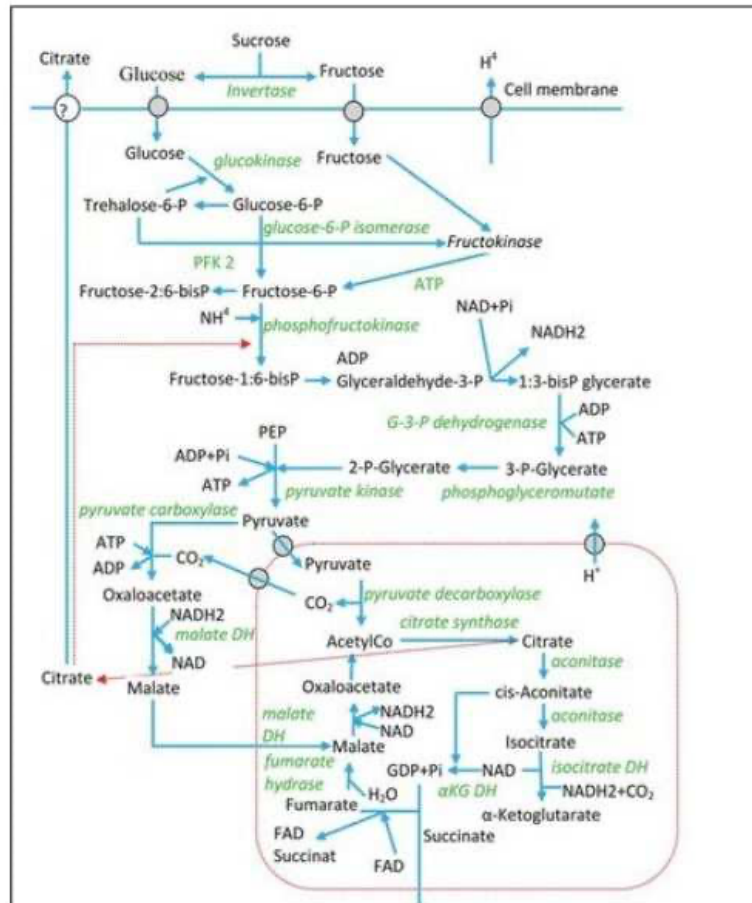 Sucrose
Citrate
Glucose
Fructose
H⁴
Invertase
Cell membrane
?
Glucose
Fructose
glucokinase
Trehalose-6-P
Glucose-6-P
glucose-6-P isomerase
Fructokinase
PFK 2
ATP
Fructose-2:6-bisP
Fructose-6-P
NAD+Pi
NH⁴
phosphofructokinase
NADH2
ADP
Fructose-1:6-bisP
Glyceraldehyde-3-P
1:3-bisP glycerate
G-3-P dehydrogenase
ADP
ATP
PEP
ADP+Pi
2-P-Glycerate
3-P-Glycerate
ATP
pyruvate kinase
phosphoglyceromutate
pyruvate carboxylase
Pyruvate
ATP
ADP
CO₂
Pyruvate
H⁺
Oxaloacetate
CO₂
pyruvate decarboxylase
citrate synthase
NADH2
malate DH
NAD
AcetylCo
Citrate
aconitase
Citrate
Malate
Oxaloacetate
cis-Aconitate
aconitase
malate
DH
NADH2
NAD
Isocitrate
Malate
fumarate
hydrase
GDP+Pi
NAD
isocitrate DH
αKG DH
NADH2+CO₂
H₂O
Fumarate
α-Ketoglutarate
FAD
Succinat
FAD
Succinate